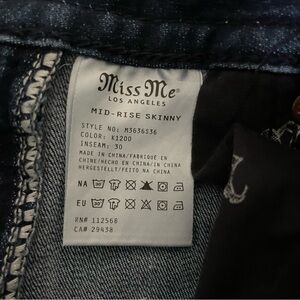 Miss Me
LOS ANGELES
MID-RISE SKINNY
STYLE NO: M3636S36
COLOR: K1200
INSEAM: 30
MADE IN CHINA/FABRIQUÉ EN
CHINE/HECHO EN CHINA/IN CHINA
HERGESTELLT/FEITO NA CHINA
NA
EU
RN# 112568
CA# 29438